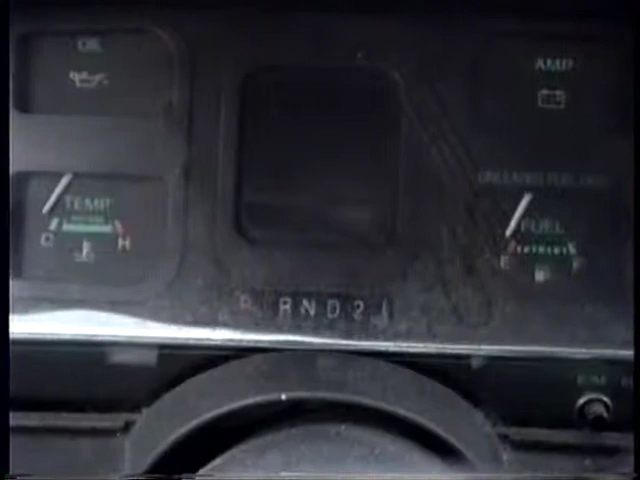 OIL
AMP
UNLEADED FUEL ONLY
TEMP
C H
FUEL
P R N D 2 1